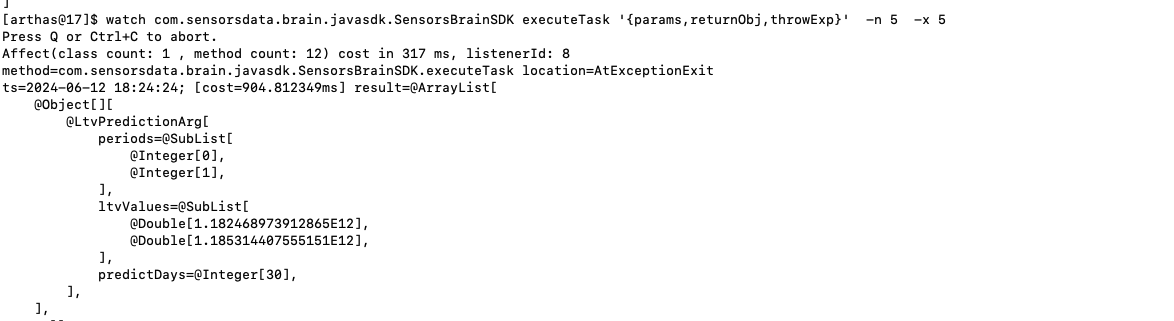 ]
[arthas@17]$ watch com.sensorsdata.brain.javasdk.SensorsBrainSDK executeTask '{params,returnObj,throwExp}'  -n 5  -x 5
Press Q or Ctrl+C to abort.
Affect(class count: 1 , method count: 12) cost in 317 ms, listenerId: 8
method=com.sensorsdata.brain.javasdk.SensorsBrainSDK.executeTask location=AtExceptionExit
ts=2024-06-12 18:24:24; [cost=904.812349ms] result=@ArrayList[
    @Object[][
        @LtvPredictionArg[
            periods=@SubList[
                @Integer[0],
                @Integer[1],
            ],
            ltvValues=@SubList[
                @Double[1.182468973912865E12],
                @Double[1.185314407555151E12],
            ],
            predictDays=@Integer[30],
        ],
    ],